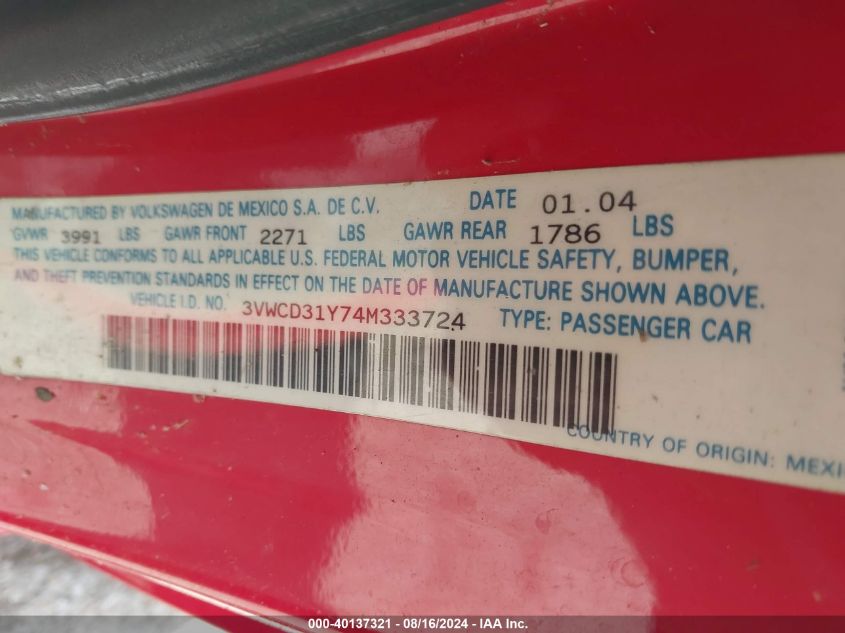 MANUFACTURED BY VOLKSWAGEN DE MEXICO S.A. DE C.V. DATE 01.04
GVWR 3991 LBS GAWR FRONT 2271 LBS GAWR REAR 1786 LBS
THIS VEHICLE CONFORMS TO ALL APPLICABLE U.S. FEDERAL MOTOR VEHICLE SAFETY, BUMPER,
AND THEFT PREVENTION STANDARDS IN EFFECT ON THE DATE OF MANUFACTURE SHOWN ABOVE.
VEHICLE I.D. NO. 3VWCD31Y74M333724 TYPE: PASSENGER CAR
COUNTRY OF ORIGIN: MEXI
000-40137321 - 08/16/2024 - IAA Inc.